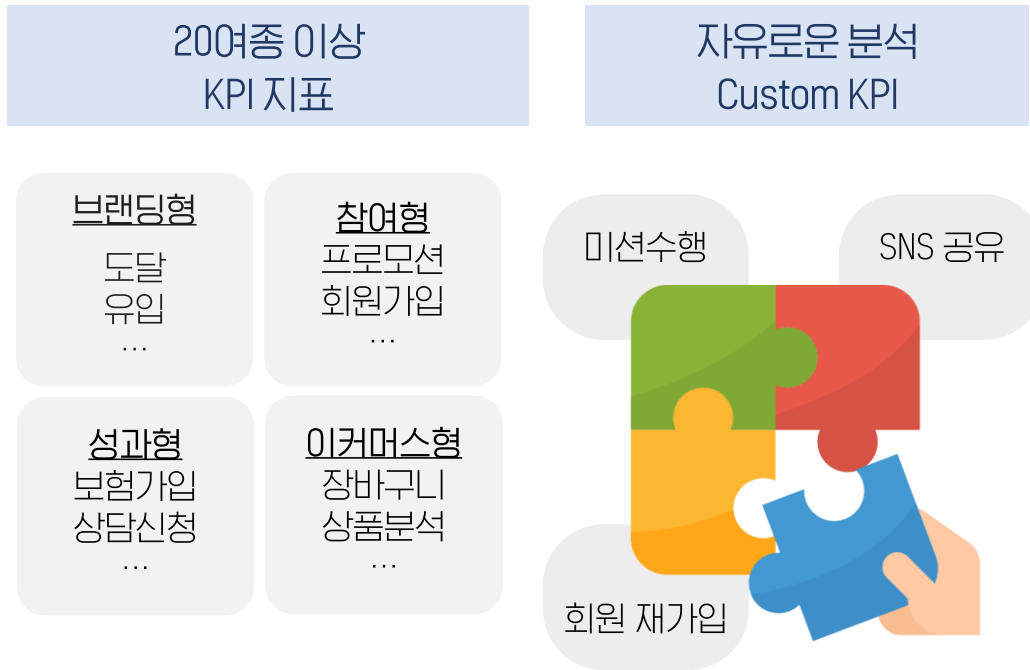 20여종 이상
KPI 지표
브랜딩형
도달
유입
...
참여형
프로모션
회원가입
...
성과형
보험가입
상담신청
...
이커머스형
장바구니
상품분석
...
자유로운 분석
Custom KPI
미션수행
SNS 공유
회원 재가입